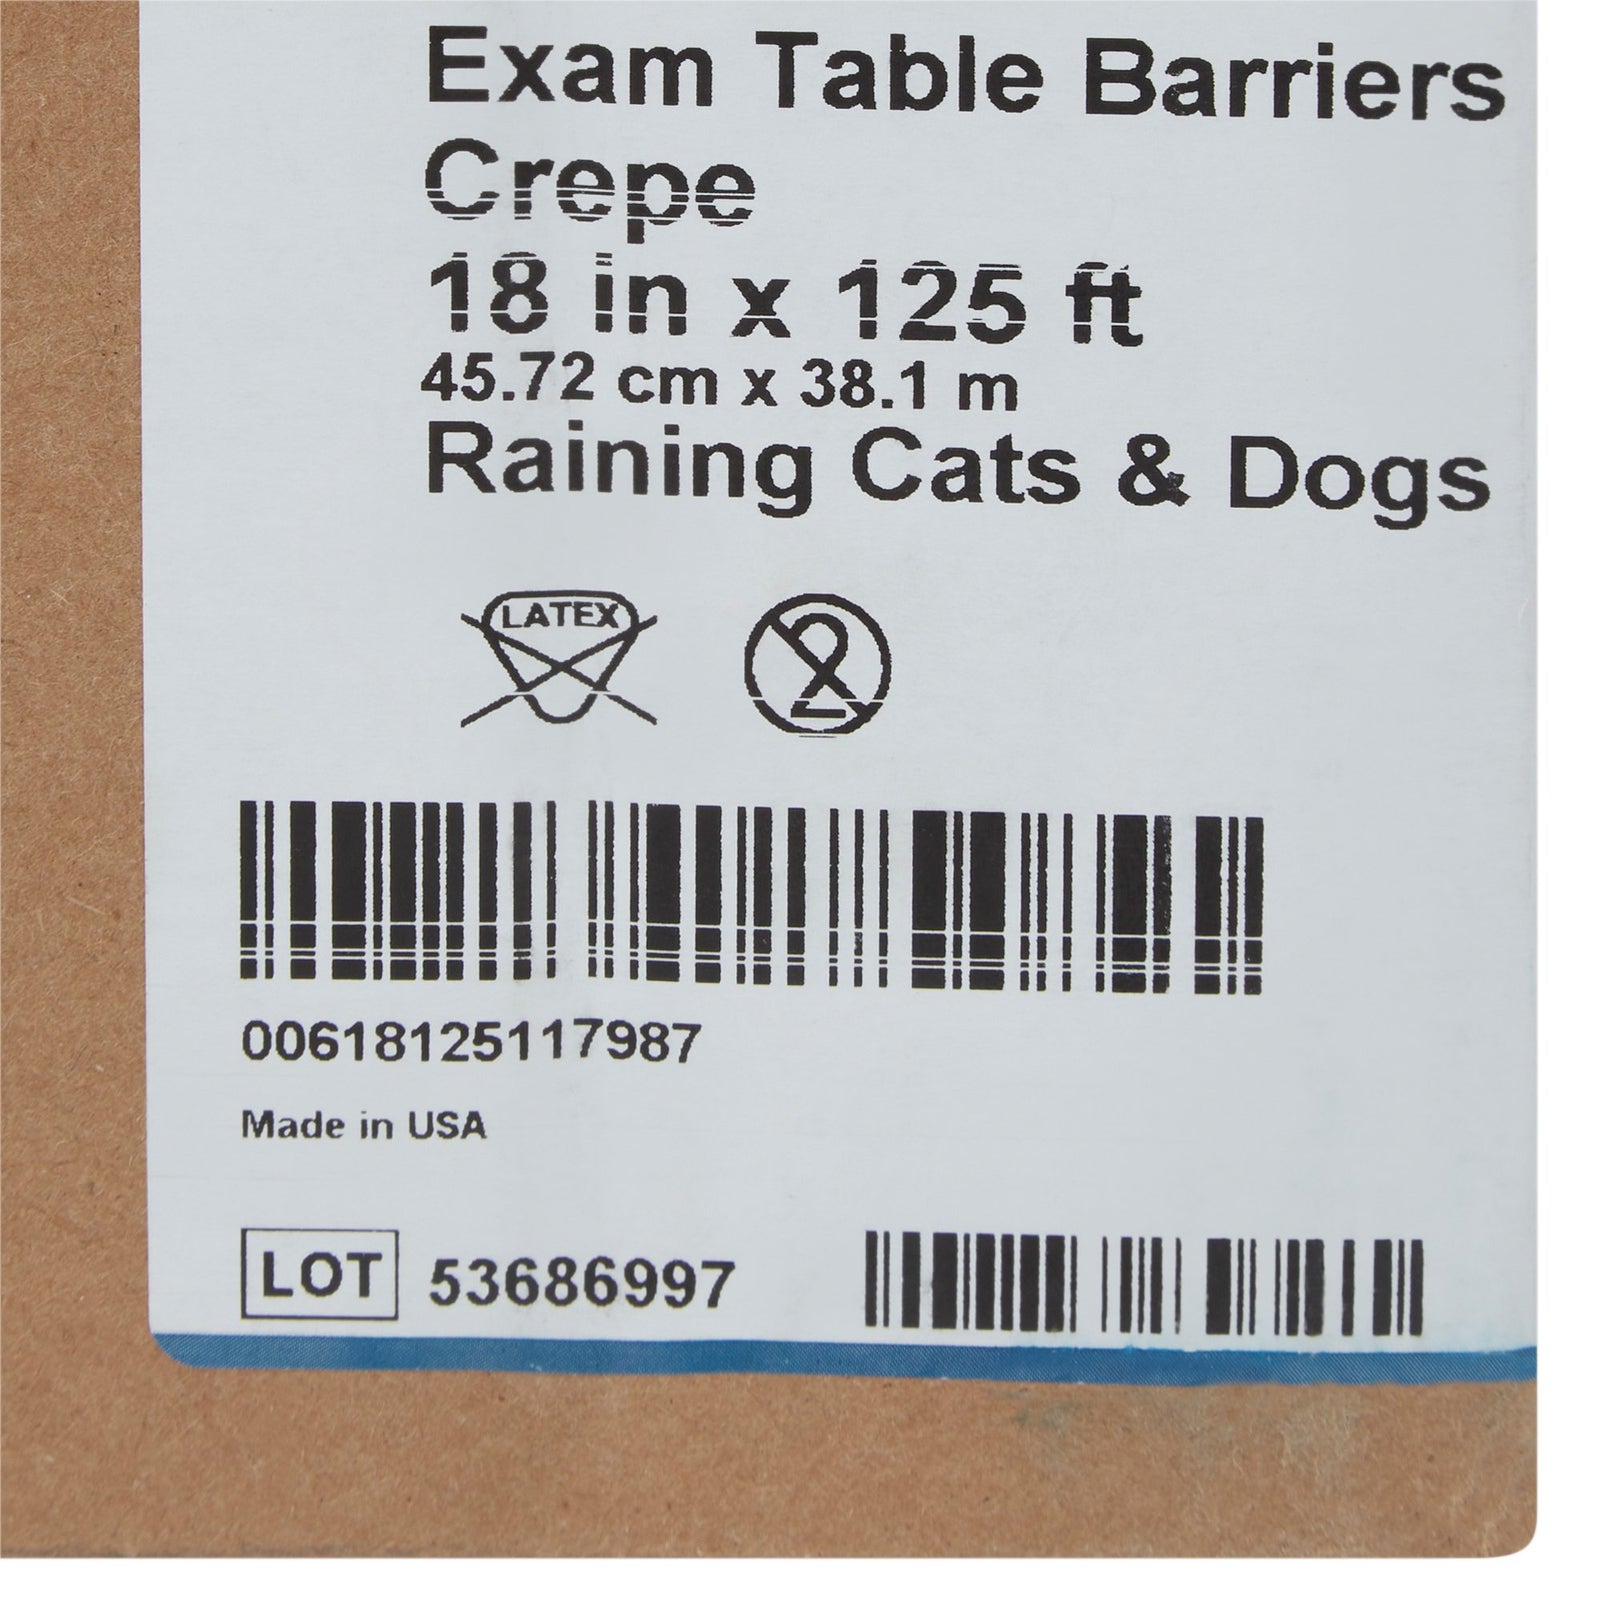 Exam Table Barriers
Crepe
18 in x 125 ft
45.72 cm x 38.1 m
Raining Cats & Dogs
LATEX
2
00618125117987
Made in USA
LOT 53686997